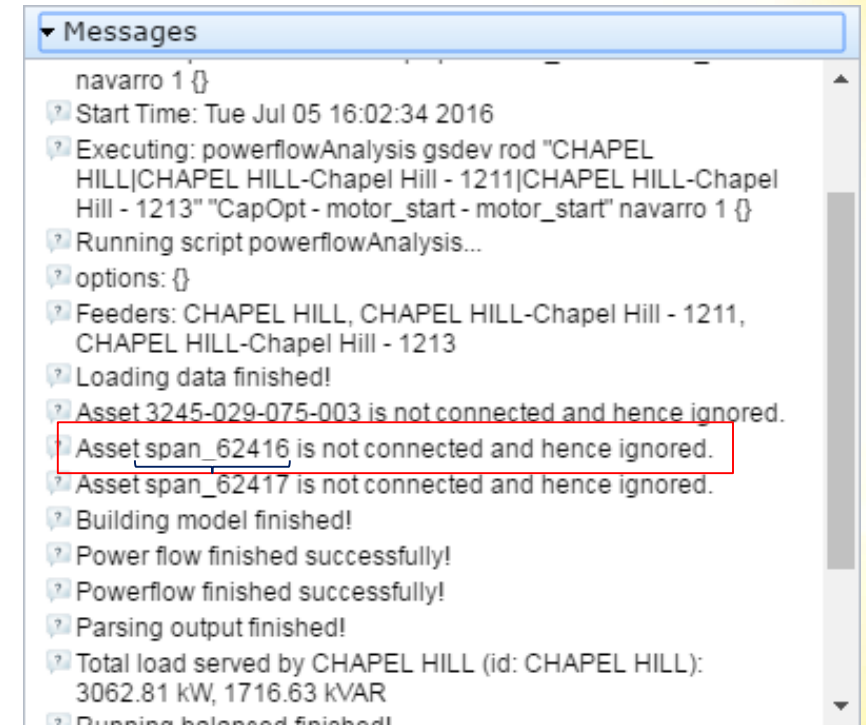 Messages
navarro 1 {}
Start Time: Tue Jul 05 16:02:34 2016
Executing: powerflowAnalysis gsdev rod "CHAPEL
HILL|CHAPEL HILL-Chapel Hill - 1211|CHAPEL HILL-Chapel
Hill - 1213" "CapOpt - motor_start - motor_start" navarro 1 {}
Running script powerflowAnalysis...
options: {}
Feeders: CHAPEL HILL, CHAPEL HILL-Chapel Hill - 1211,
CHAPEL HILL-Chapel Hill - 1213
Loading data finished!
Asset 3245-029-075-003 is not connected and hence ignored.
Asset span_62416 is not connected and hence ignored.
Asset span_62417 is not connected and hence ignored.
Building model finished!
Power flow finished successfully!
Powerflow finished successfully!
Parsing output finished!
Total load served by CHAPEL HILL (id: CHAPEL HILL):
3062.81 kW, 1716.63 kVAR
Running balanced finished!